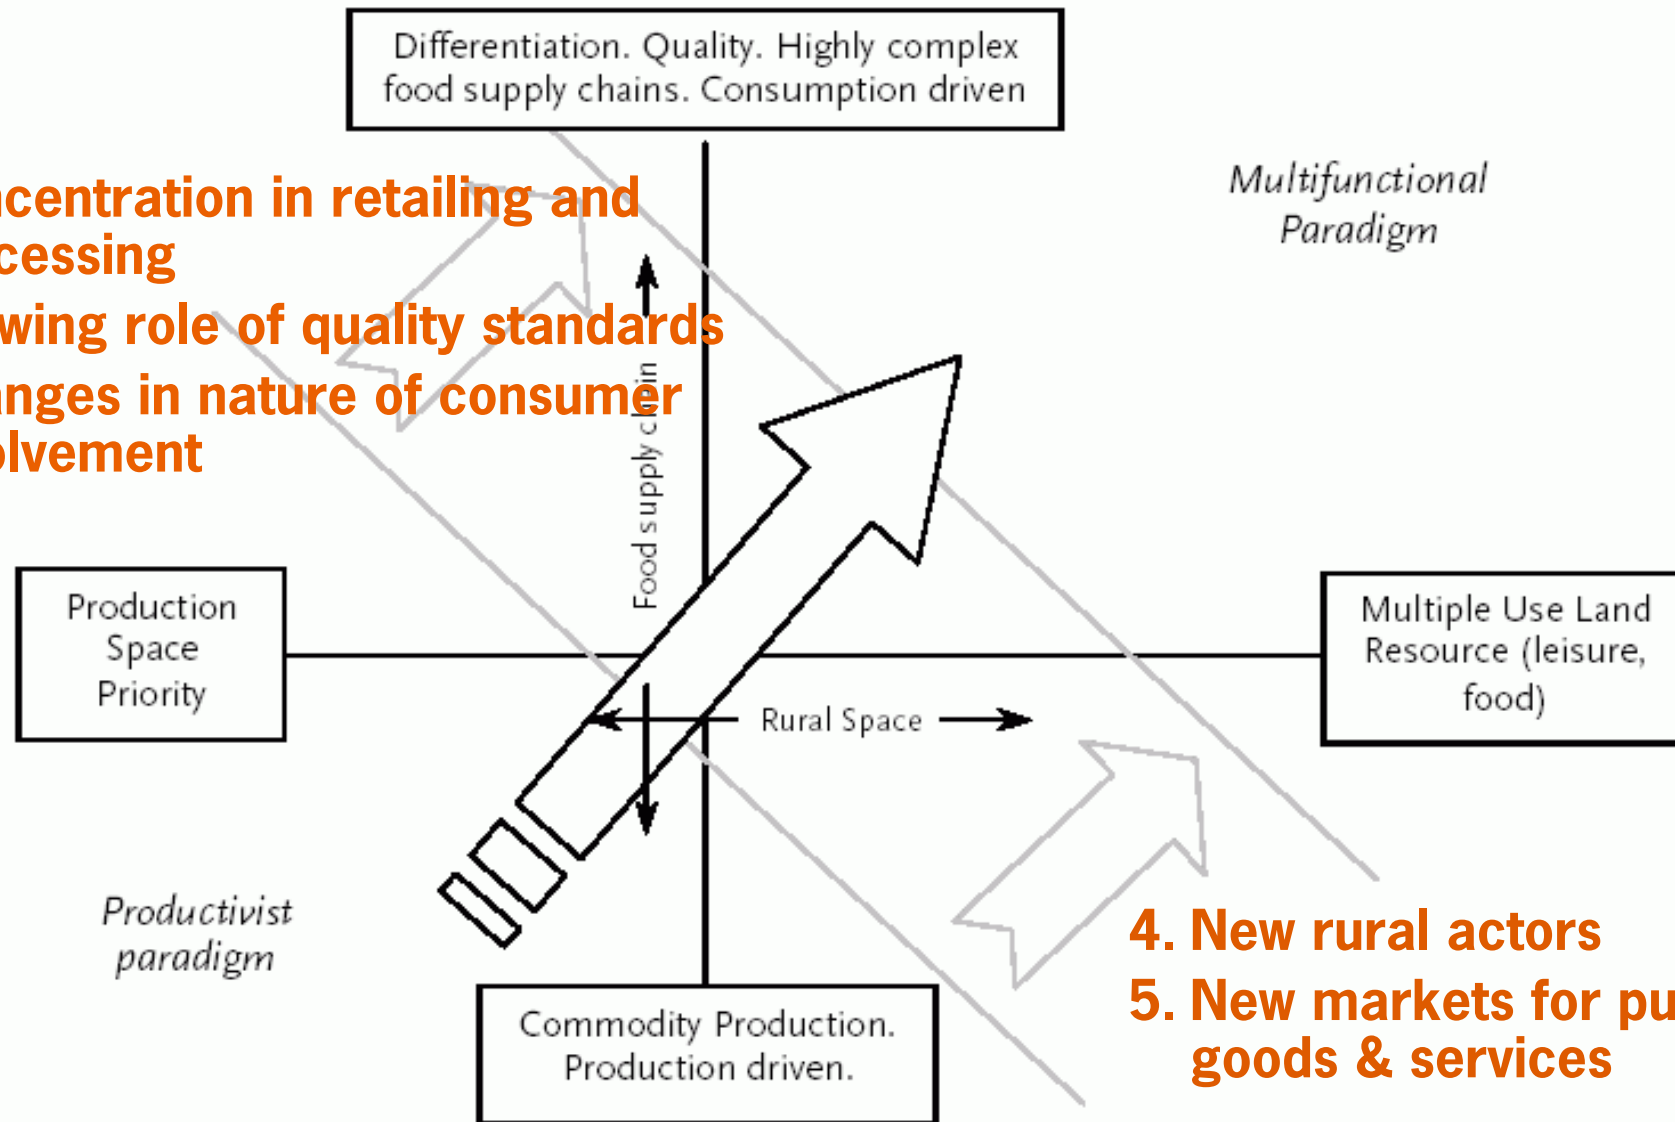 Differentiation. Quality. Highly complex
food supply chains. Consumption driven
Multifunctional
Paradigm
ncentration in retailing and
cessing
wing role of quality standards
anges in nature of consumer
olvement
Food supply chain
Production
Space
Priority
Multiple Use Land
Resource (leisure,
food)
Rural Space
Productivist
paradigm
4. New rural actors
5. New markets for pu
goods & services
Commodity Production.
Production driven.